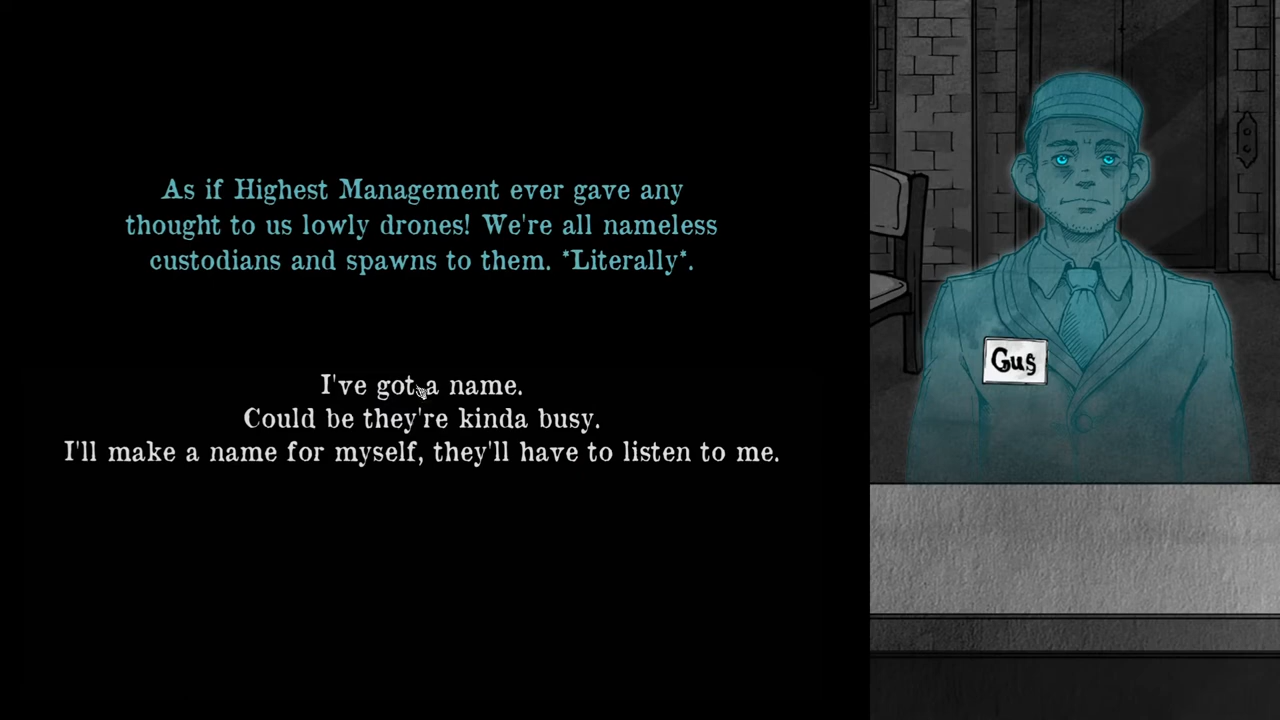 As if Highest Management ever gave any
thought to us lowly drones! We're all nameless
custodians and spawns to them. *Literally*.
I've got a name.
Could be they're kinda busy.
I'll make a name for myself, they'll have to listen to me.
Gus